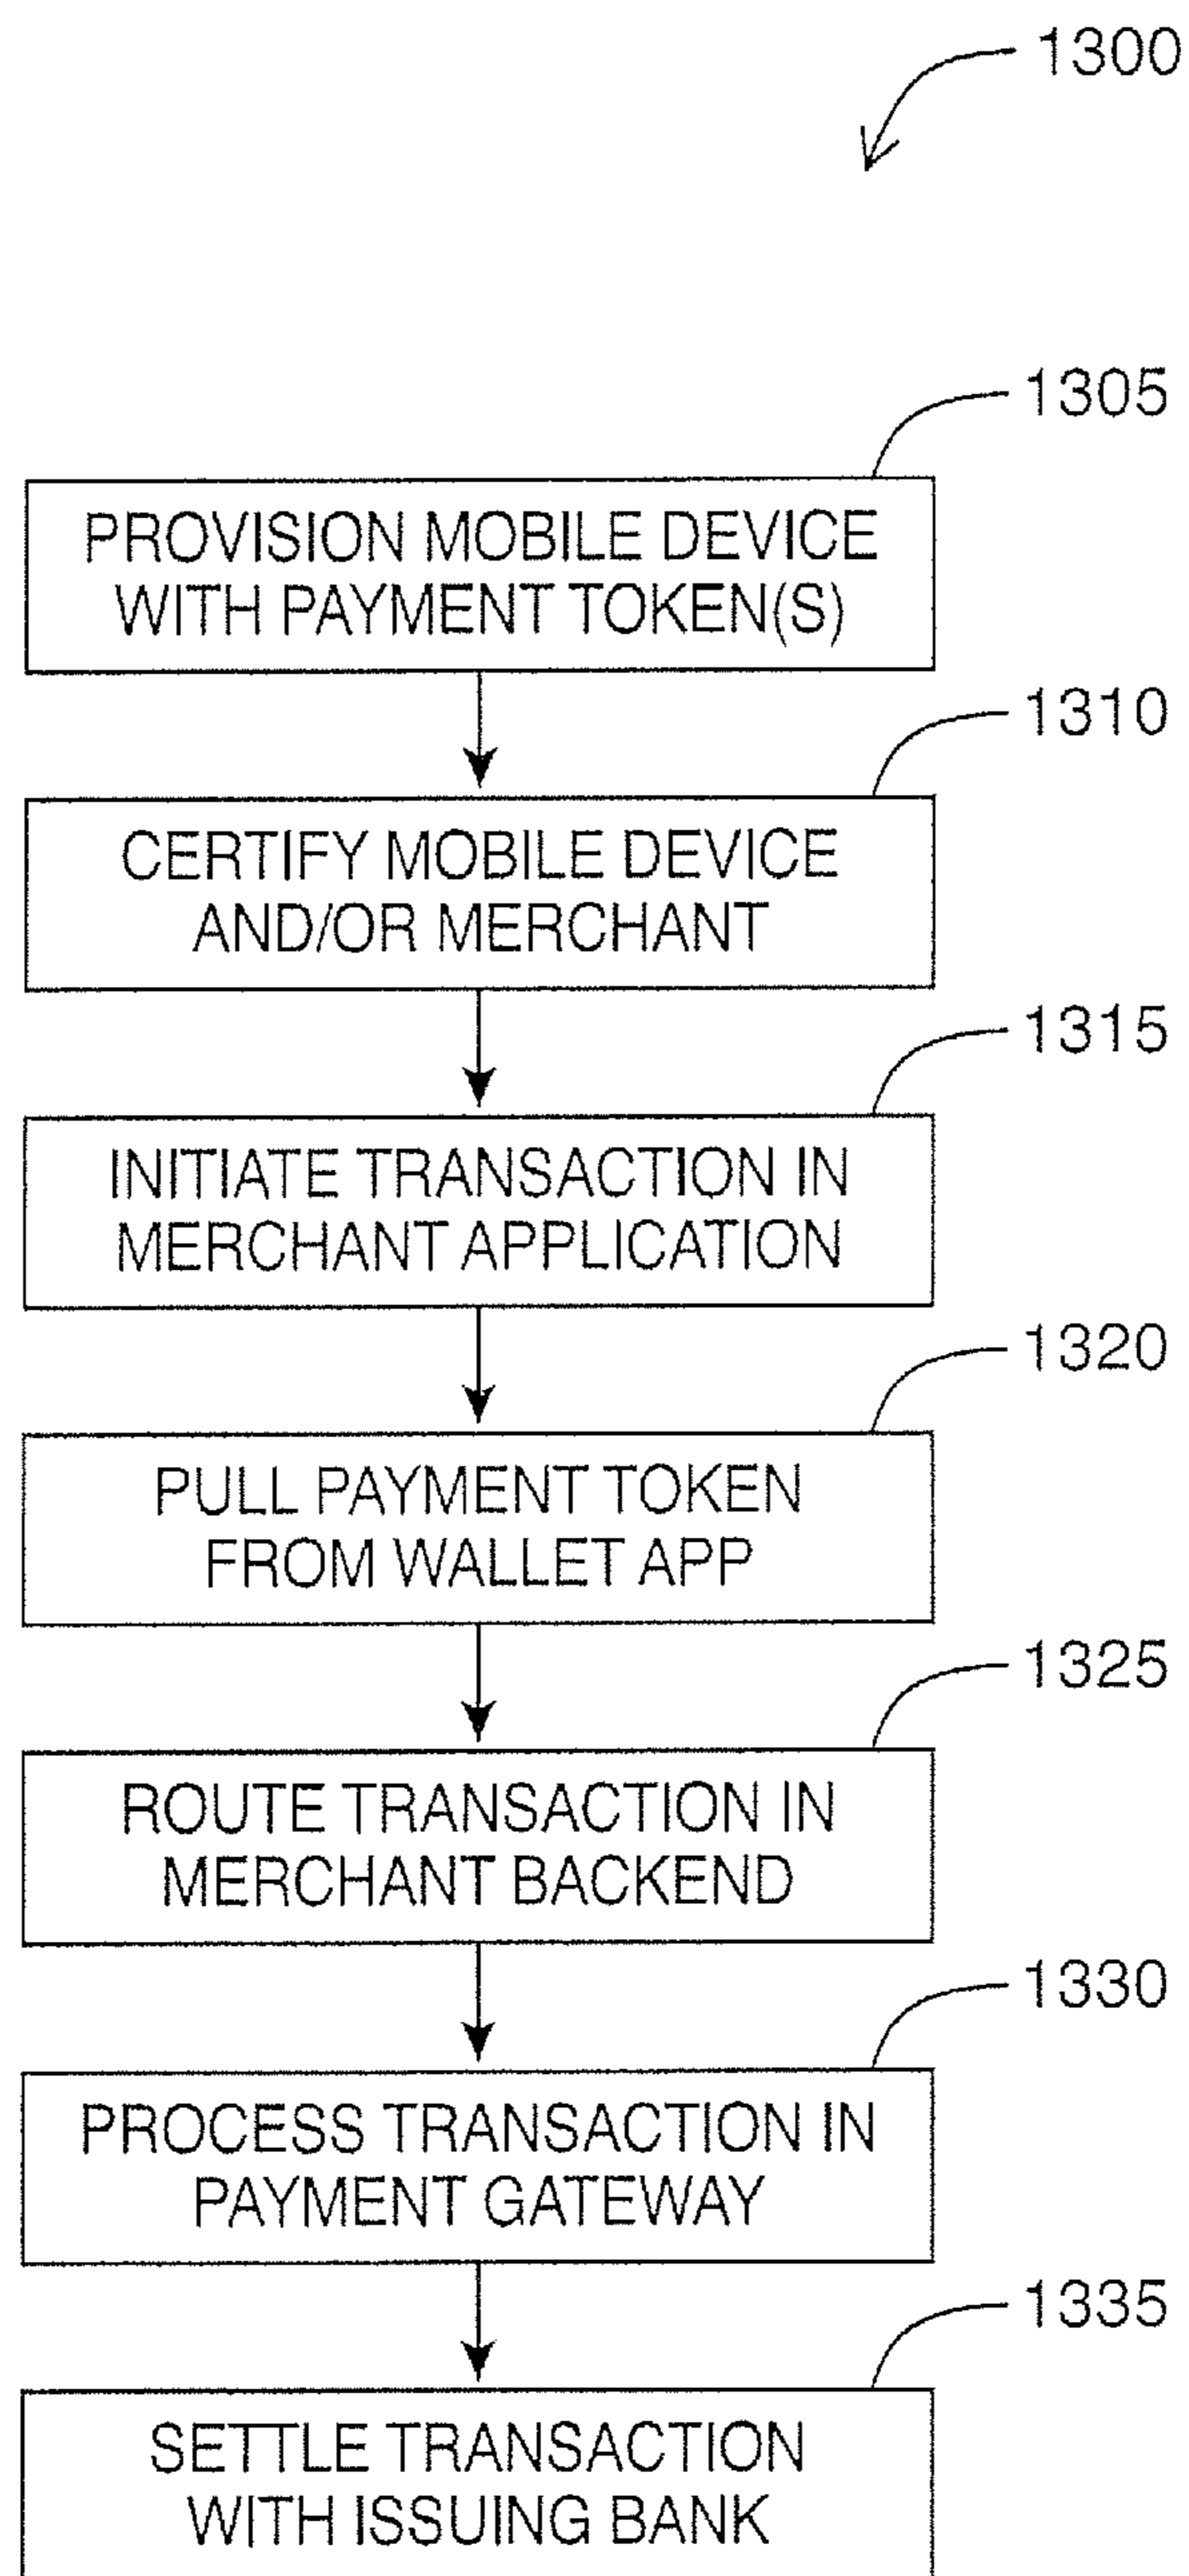 1300
1305
PROVISION MOBILE DEVICE
WITH PAYMENT TOKEN(S)
1310
CERTIFY MOBILE DEVICE
AND/OR MERCHANT
1315
INITIATE TRANSACTION IN
MERCHANT APPLICATION
1320
PULL PAYMENT TOKEN
FROM WALLET APP
1325
ROUTE TRANSACTION IN
MERCHANT BACKEND
1330
PROCESS TRANSACTION IN
PAYMENT GATEWAY
1335
SETTLE TRANSACTION
WITH ISSUING BANK